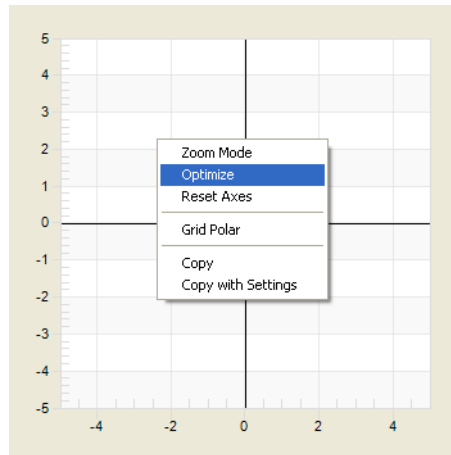 5
4
3
2
1
0
-1
-2
-3
-4
-5
Zoom Mode
Optimize
Reset Axes
Grid Polar
Copy
Copy with Settings
-4 -2 0 2 4